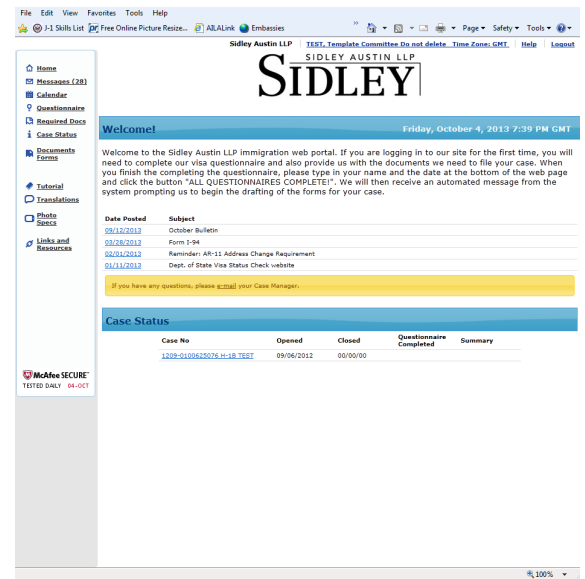 File Edit View Favorites Tools Help
J-1 Skills List Free Online Picture Resize... AILALink Embassies » Page Safety Tools
Sidley Austin LLP TEST, Template Committee Do not delete Time Zone: GMT Help Logout
SIDLEY AUSTIN LLP
SIDLEY
Home
Messages (28)
Calendar
Questionnaire
Required Docs
Case Status
Documents
Forms
Tutorial
Translations
Photo
Specs
Links and
Resources
McAfee SECURE™
TESTED DAILY 04-OCT
Welcome! Friday, October 4, 2013 7:39 PM GMT
Welcome to the Sidley Austin LLP immigration web portal. If you are logging in to our site for the first time, you will
need to complete our visa questionnaire and also provide us with the documents we need to file your case. When
you finish the completing the questionnaire, please type in your name and the date at the bottom of the web page
and click the button "ALL QUESTIONNAIRES COMPLETE!". We will then receive an automated message from the
system prompting us to begin the drafting of the forms for your case.
Date Posted Subject
09/12/2013 October Bulletin
03/28/2013 Form I-94
02/01/2013 Reminder: AR-11 Address Change Requirement
01/11/2013 Dept. of State Visa Status Check website
If you have any questions, please e-mail your Case Manager.
Case Status
Case No Opened Closed Questionnaire Completed Summary
1209-0100625076 H-1B TEST 09/06/2012 00/00/00
100%